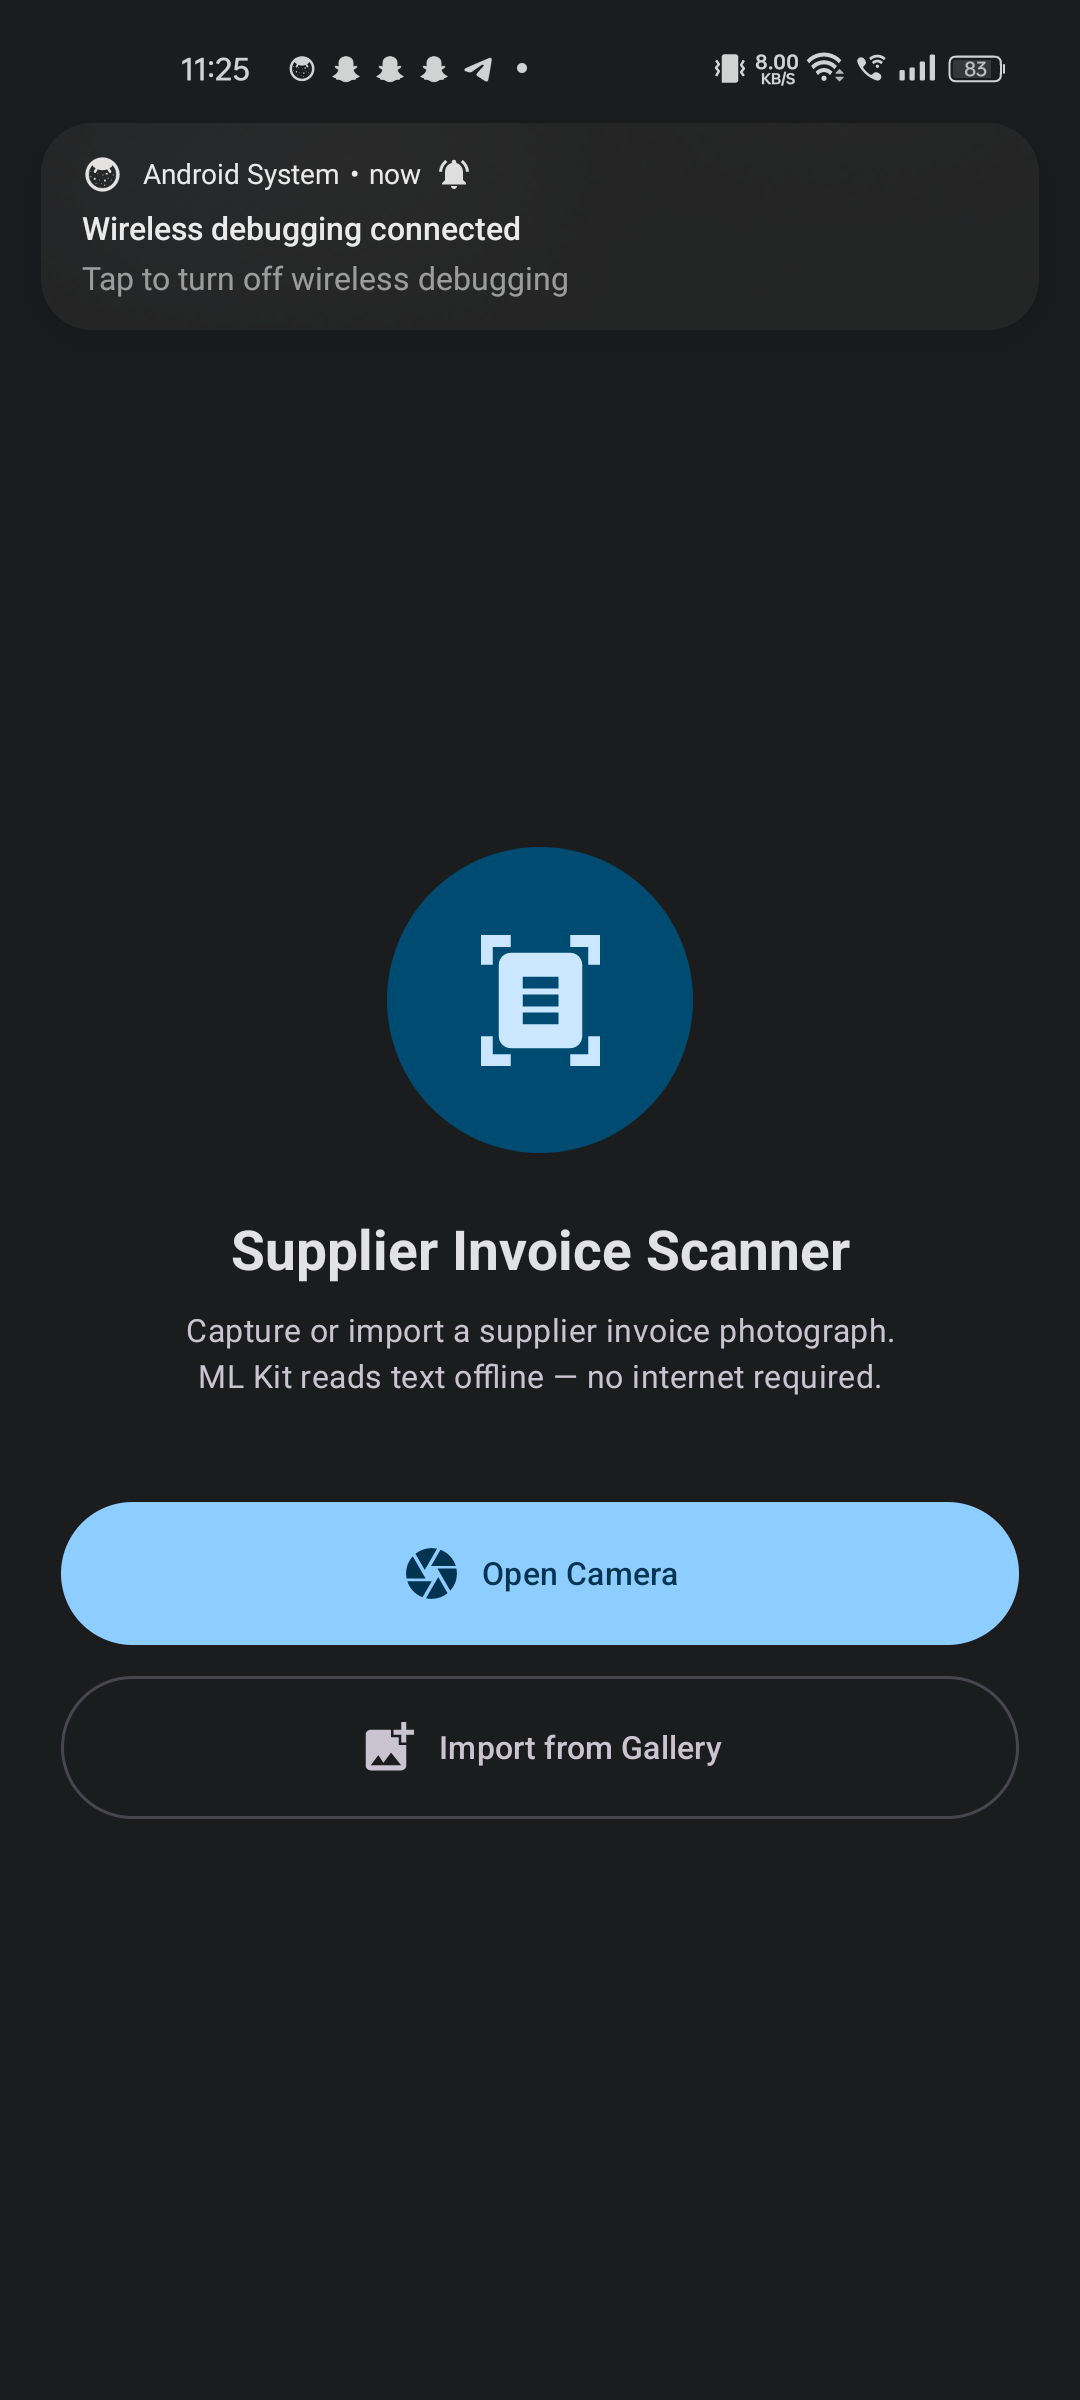 11:25
8.00
KB/S
83
Android System • now
Wireless debugging connected
Tap to turn off wireless debugging
Supplier Invoice Scanner
Capture or import a supplier invoice photograph.
ML Kit reads text offline — no internet required.
Open Camera
Import from Gallery